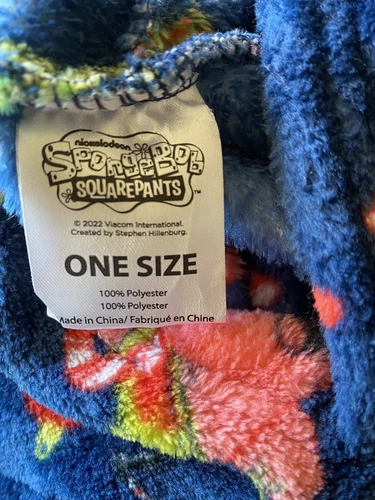 nickelodeon
SpongeBob
SQUAREPANTS™
© 2022 Viacom International.
Created by Stephen Hillenburg.
ONE SIZE
100% Polyester
100% Polyester
Made in China/ Fabriqué en Chine